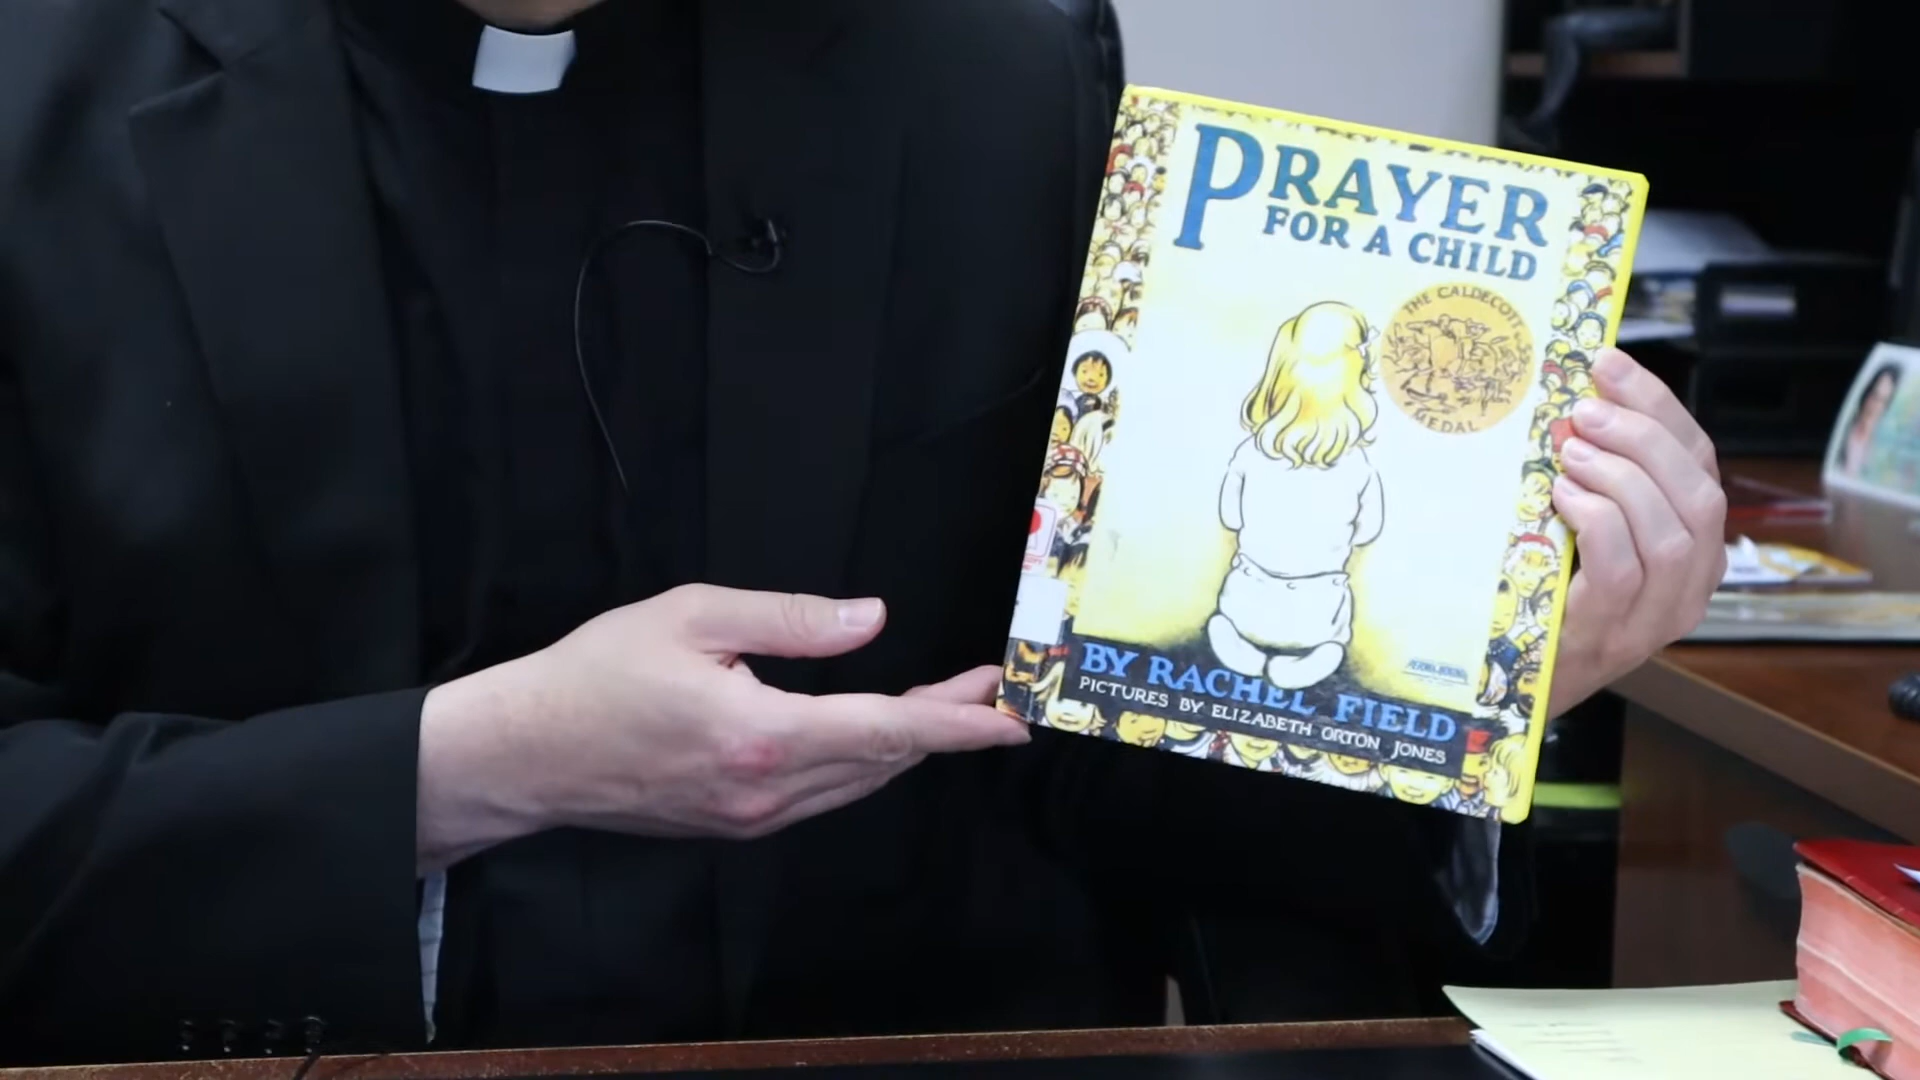 PRAYER
FOR A CHILD
THE CALDECOTT
MEDAL
BY RACHEL FIELD
PICTURES BY ELIZABETH ORTON JONES